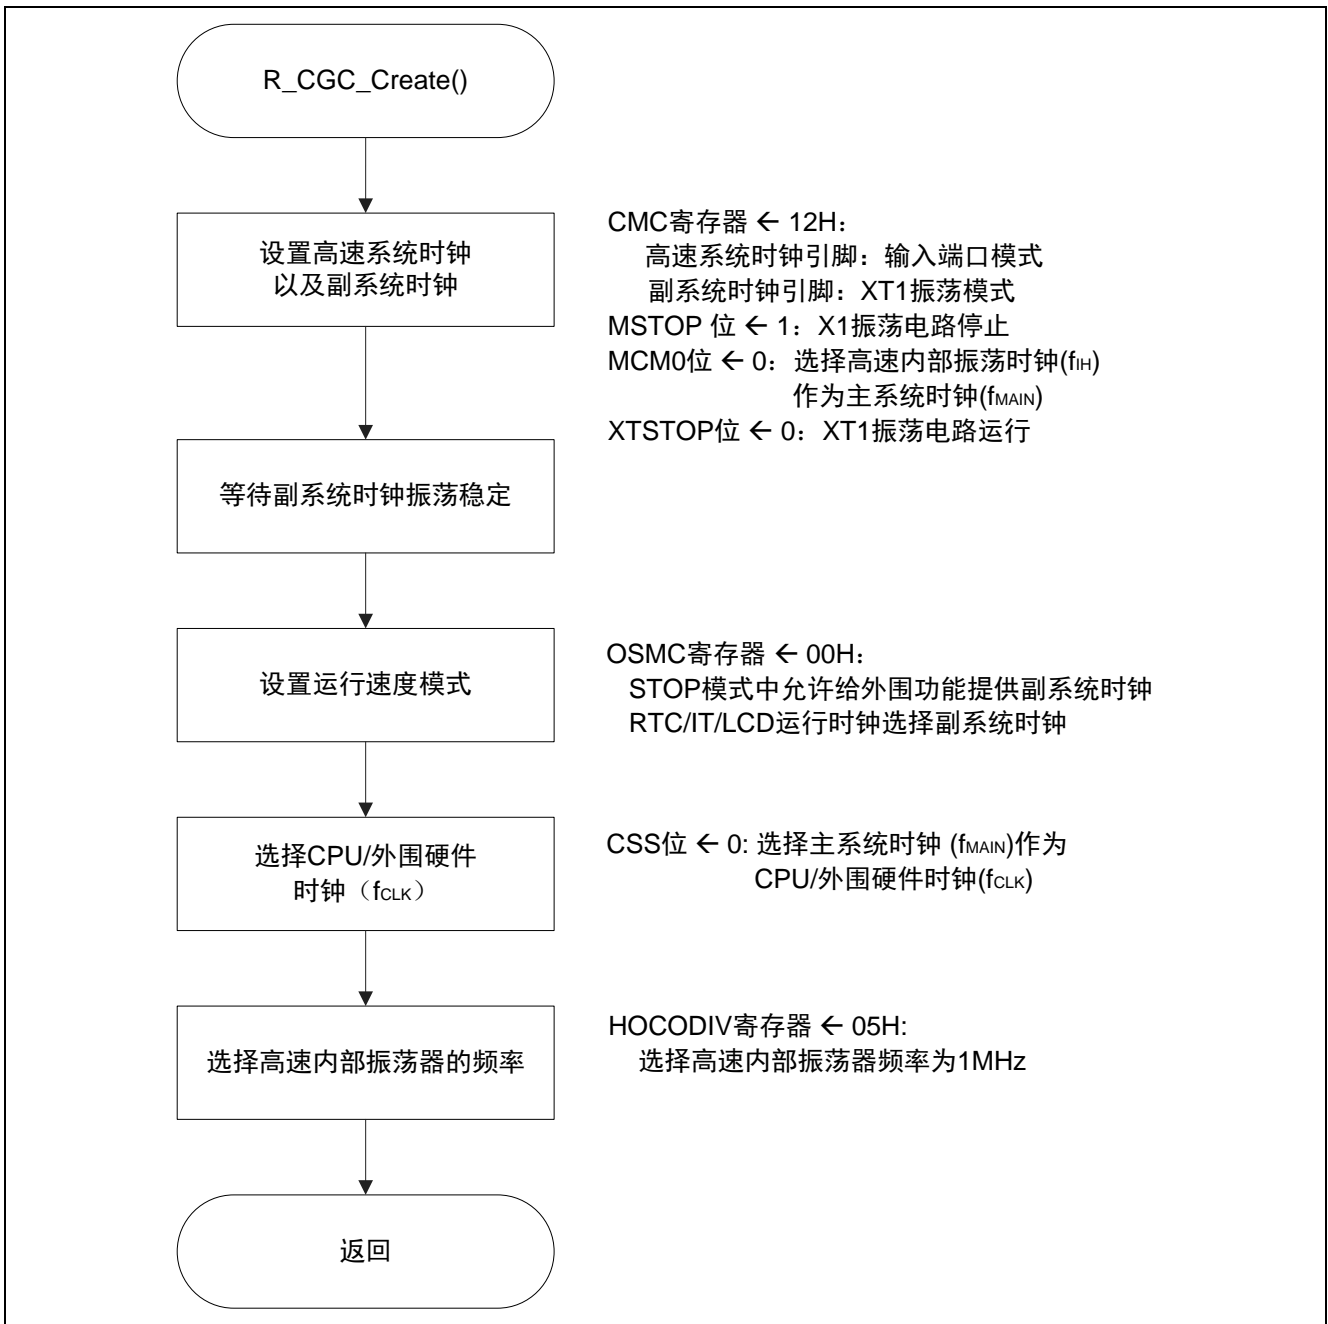 R_CGC_Create()
设置高速系统时钟
以及副系统时钟
CMC寄存器 ← 12H：
高速系统时钟引脚：输入端口模式
副系统时钟引脚：XT1振荡模式
MSTOP 位 ← 1：X1振荡电路停止
MCM0位 ← 0：选择高速内部振荡时钟(fIH)
作为主系统时钟(fMAIN)
XTSTOP位 ← 0：XT1振荡电路运行
等待副系统时钟振荡稳定
设置运行速度模式
OSMC寄存器 ← 00H：
STOP模式中允许给外围功能提供副系统时钟
RTC/IT/LCD运行时钟选择副系统时钟
选择CPU/外围硬件
时钟（fCLK）
CSS位 ← 0: 选择主系统时钟 (fMAIN)作为
CPU/外围硬件时钟(fCLK)
选择高速内部振荡器的频率
HOCODIV寄存器 ← 05H:
选择高速内部振荡器频率为1MHz
返回